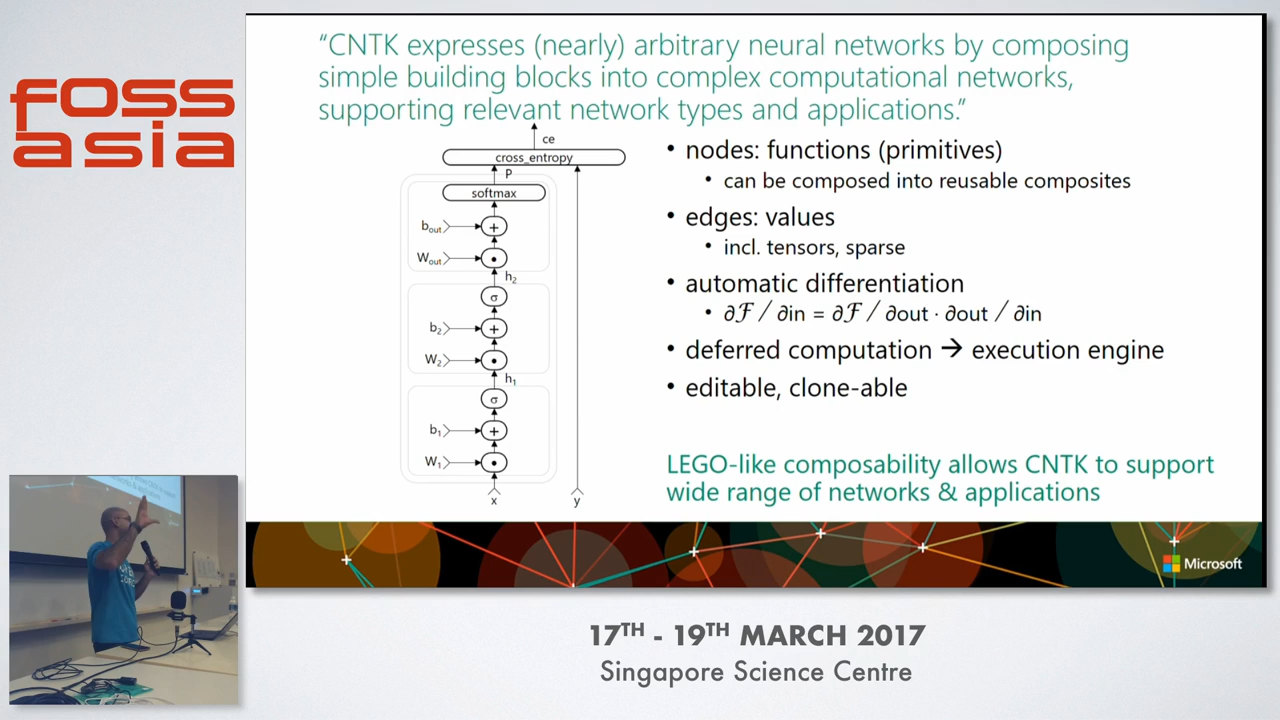 foss
asia
“CNTK expresses (nearly) arbitrary neural networks by composing
simple building blocks into complex computational networks,
supporting relevant network types and applications.”
ce
cross_entropy
P
softmax
bout
+
Wout
•
h2
σ
b2
+
W2
•
h1
σ
b1
+
W1
•
x
y
• nodes: functions (primitives)
• can be composed into reusable composites
• edges: values
• incl. tensors, sparse
• automatic differentiation
• ∂ℱ / ∂in = ∂ℱ / ∂out · ∂out / ∂in
• deferred computation → execution engine
• editable, clone-able
LEGO-like composability allows CNTK to support
wide range of networks & applications
Microsoft
17TH - 19TH MARCH 2017
Singapore Science Centre